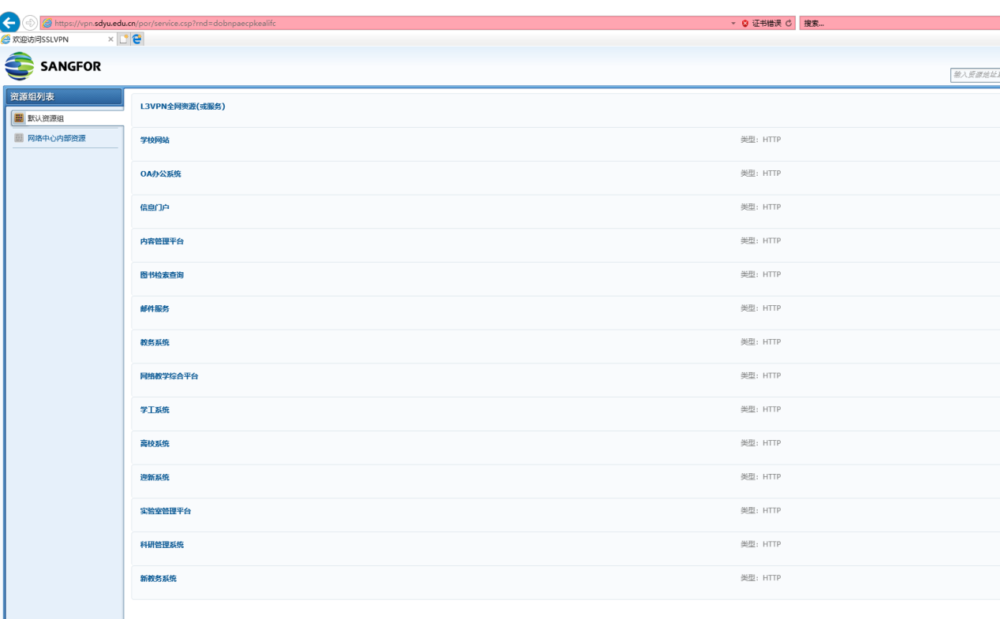 https://vpn.sdyu.edu.cn/por/service.csp?rnd=dobnpaecpkealifc
证书错误
搜索...
欢迎访问SSLVPN
SANGFOR
输入资源地址
资源组列表
默认资源组
网络中心内部资源
L3VPN全网资源(或服务)
学校网站 类型: HTTP
OA办公系统 类型: HTTP
信息门户 类型: HTTP
内容管理平台 类型: HTTP
图书检索查询 类型: HTTP
邮件服务 类型: HTTP
教务系统 类型: HTTP
网络教学综合平台 类型: HTTP
学工系统 类型: HTTP
离校系统 类型: HTTP
迎新系统 类型: HTTP
实验室管理平台 类型: HTTP
科研管理系统 类型: HTTP
新教务系统 类型: HTTP